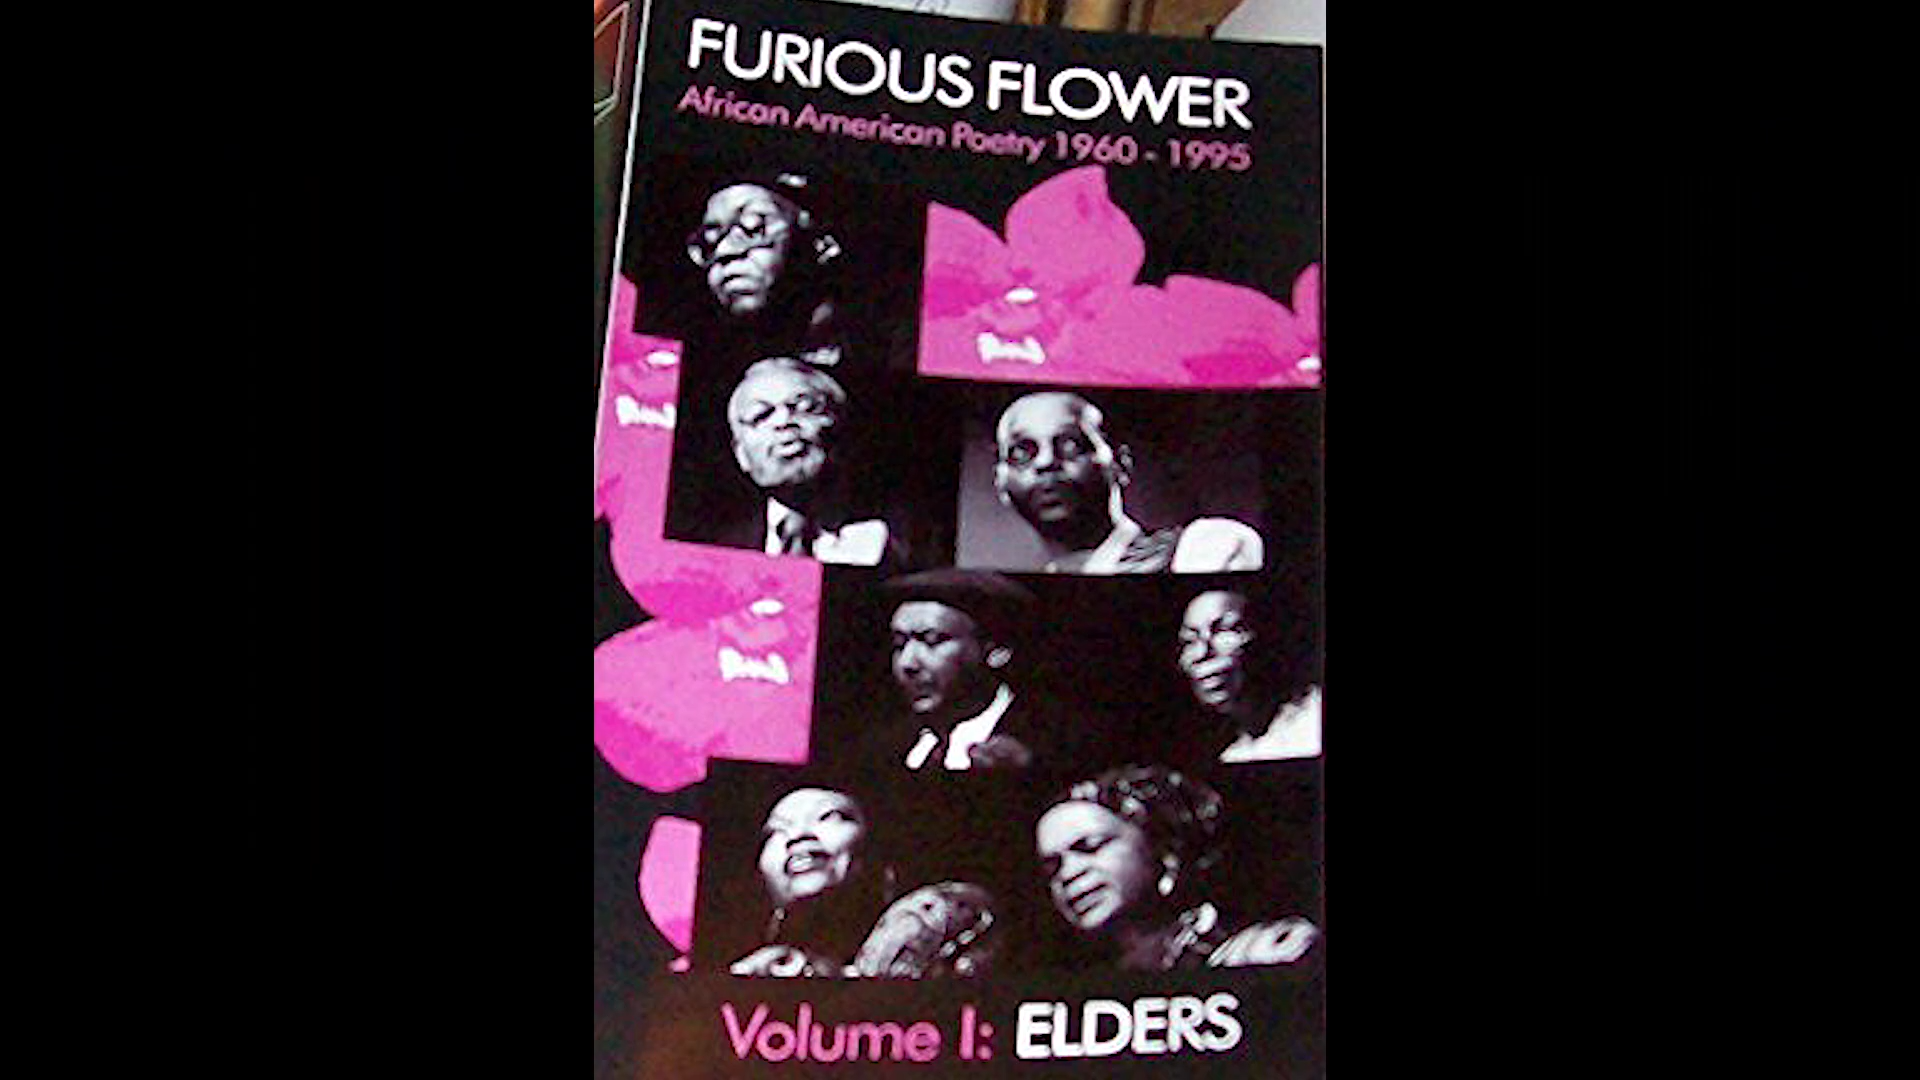 FURIOUS FLOWER
African American Poetry 1960 - 1995
Volume I: ELDERS